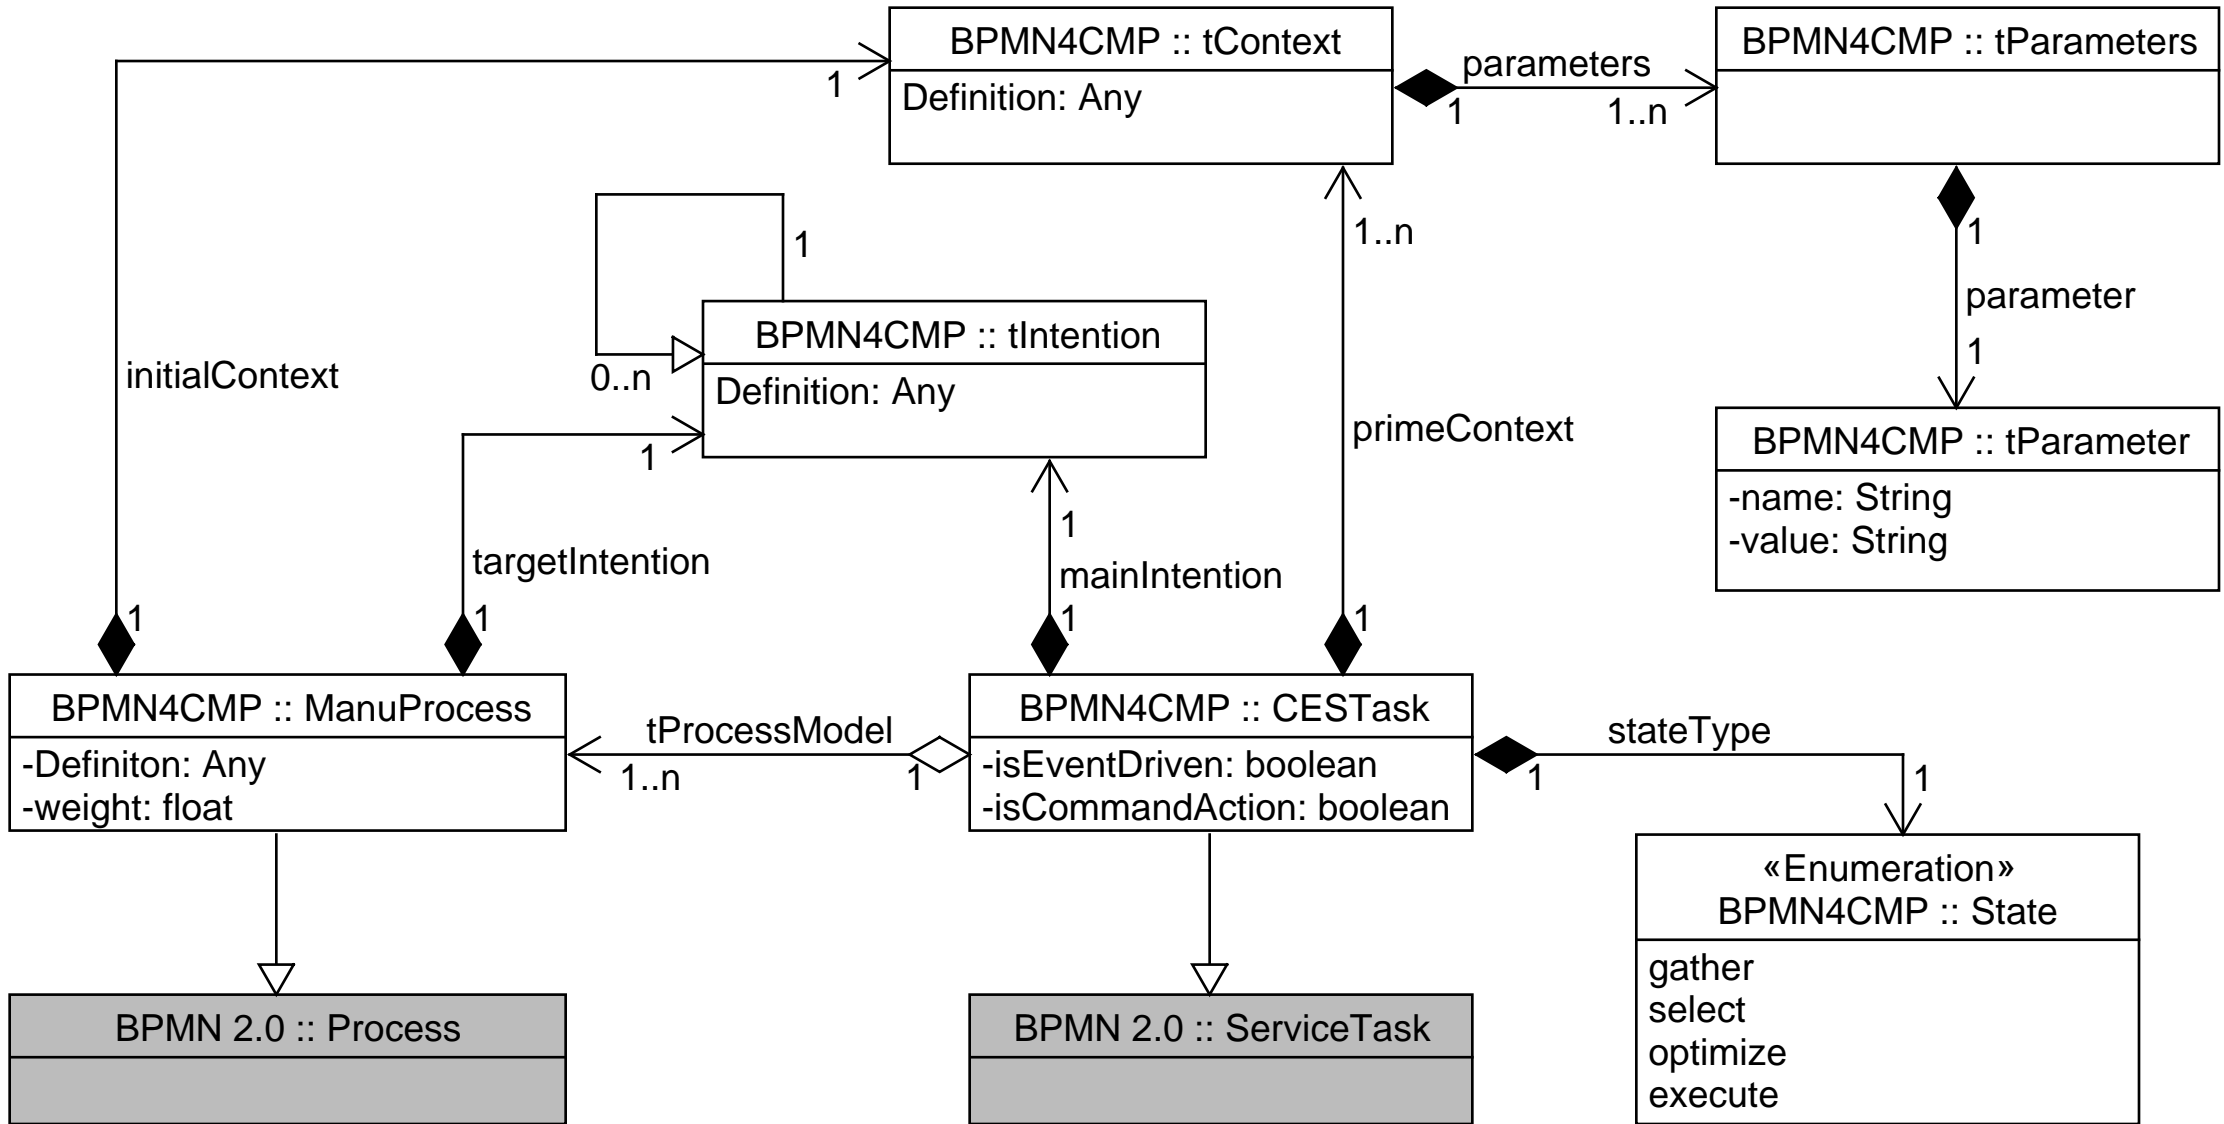 BPMN4CMP :: tContext
Definition: Any
BPMN4CMP :: tParameters
parameters
1
1..n
1
1
parameter
1
BPMN4CMP :: tParameter
-name: String
-value: String
1
0..n
BPMN4CMP :: tIntention
Definition: Any
initialContext
1
targetIntention
1
1
1
mainIntention
1
1..n
primeContext
1
BPMN4CMP :: ManuProcess
-Definiton: Any
-weight: float
tProcessModel
1..n
1
BPMN4CMP :: CESTask
-isEventDriven: boolean
-isCommandAction: boolean
stateType
1
1
«Enumeration»
BPMN4CMP :: State
gather
select
optimize
execute
BPMN 2.0 :: Process
BPMN 2.0 :: ServiceTask